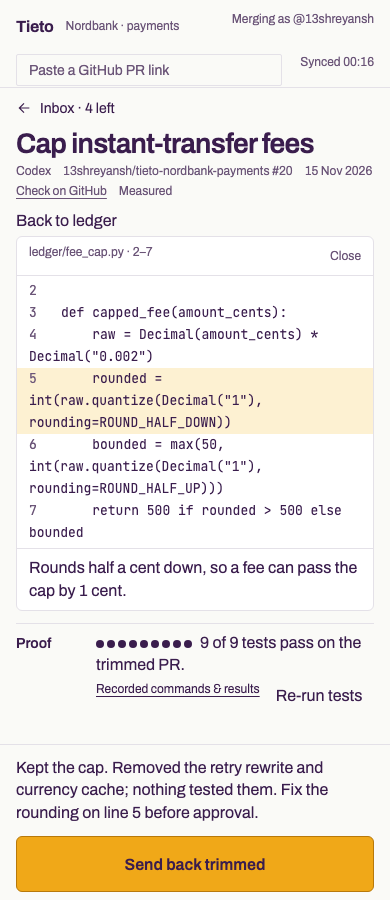 Tieto Nordbank · payments Merging as @13shreyansh
Paste a GitHub PR link Synced 00:16
← Inbox · 4 left
Cap instant-transfer fees
Codex 13shreyansh/tieto-nordbank-payments #20 15 Nov 2026
Check on GitHub Measured
Back to ledger
ledger/fee_cap.py · 2–7 Close
2
3 def capped_fee(amount_cents):
4 raw = Decimal(amount_cents) *
Decimal("0.002")
5 rounded =
int(raw.quantize(Decimal("1"),
rounding=ROUND_HALF_DOWN))
6 bounded = max(50,
int(raw.quantize(Decimal("1"),
rounding=ROUND_HALF_UP)))
7 return 500 if rounded > 500 else
bounded
Rounds half a cent down, so a fee can pass the
cap by 1 cent.
Proof 9 of 9 tests pass on the
trimmed PR.
Recorded commands & results Re-run tests
Kept the cap. Removed the retry rewrite and
currency cache; nothing tested them. Fix the
rounding on line 5 before approval.
Send back trimmed